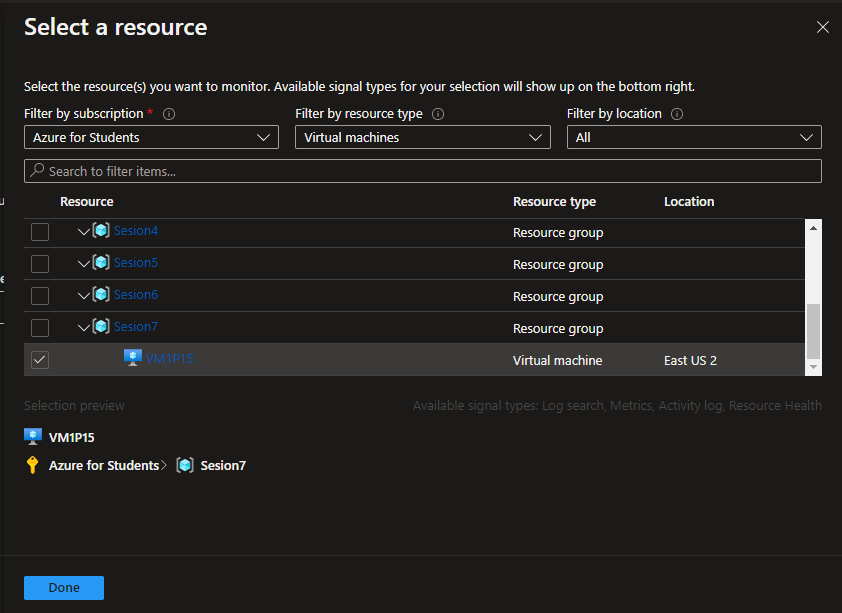 Select a resource
Select the resource(s) you want to monitor. Available signal types for your selection will show up on the bottom right.
Filter by subscription * Filter by resource type Filter by location
Azure for Students Virtual machines All
Search to filter items...
Resource Resource type Location
Sesion4 Resource group
Sesion5 Resource group
Sesion6 Resource group
Sesion7 Resource group
VM1P15 Virtual machine East US 2
Selection preview Available signal types: Log search, Metrics, Activity log, Resource Health
VM1P15
Azure for Students > Sesion7
Done